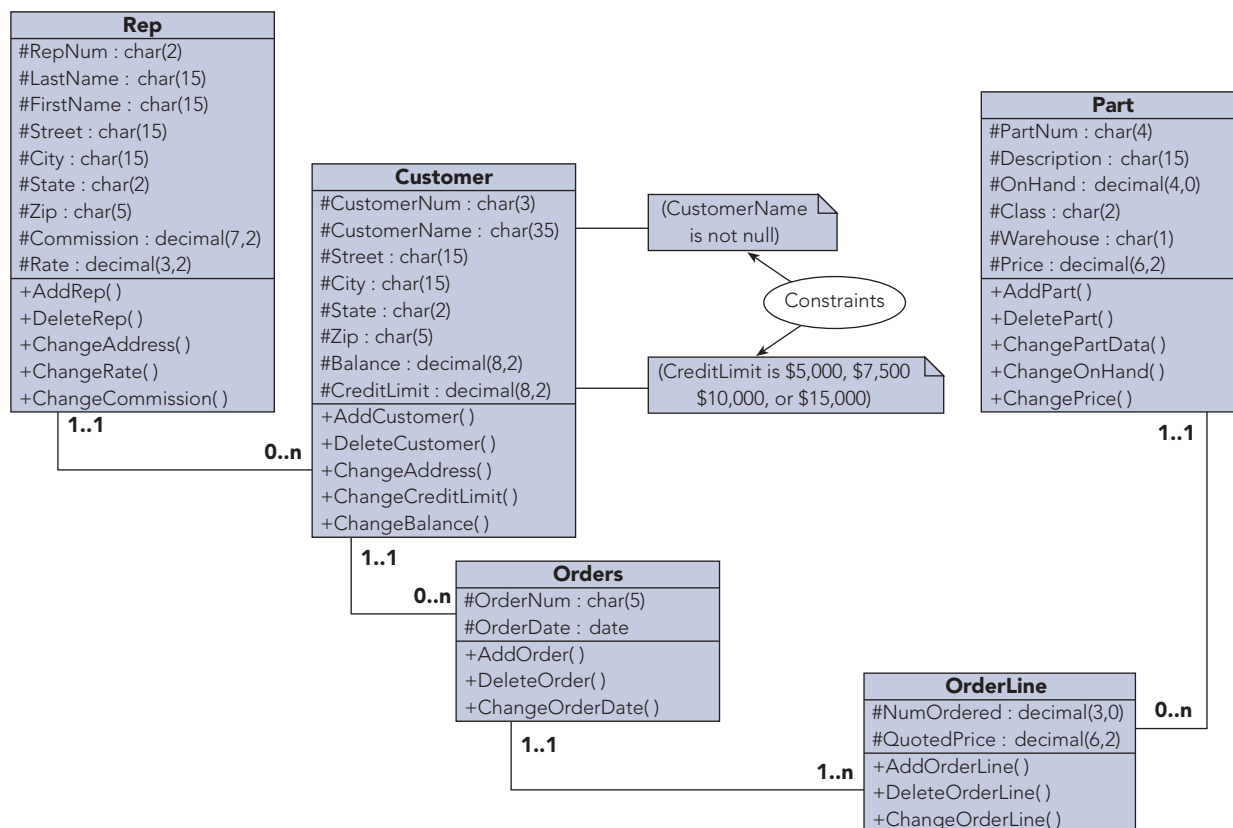 Rep
#RepNum : char(2)
#LastName : char(15)
#FirstName : char(15)
#Street : char(15)
#City : char(15)
#State : char(2)
#Zip : char(5)
#Commission : decimal(7,2)
#Rate : decimal(3,2)
+AddRep( )
+DeleteRep( )
+ChangeAddress( )
+ChangeRate( )
+ChangeCommission( )
1..1
0..n
Customer
#CustomerNum : char(3)
#CustomerName : char(35)
#Street : char(15)
#City : char(15)
#State : char(2)
#Zip : char(5)
#Balance : decimal(8,2)
#CreditLimit : decimal(8,2)
+AddCustomer( )
+DeleteCustomer( )
+ChangeAddress( )
+ChangeCreditLimit( )
+ChangeBalance( )
(CustomerName
is not null)
Constraints
(CreditLimit is $5,000, $7,500
$10,000, or $15,000)
Part
#PartNum : char(4)
#Description : char(15)
#OnHand : decimal(4,0)
#Class : char(2)
#Warehouse : char(1)
#Price : decimal(6,2)
+AddPart( )
+DeletePart( )
+ChangePartData( )
+ChangeOnHand( )
+ChangePrice( )
1..1
1..1
0..n
Orders
#OrderNum : char(5)
#OrderDate : date
+AddOrder( )
+DeleteOrder( )
+ChangeOrderDate( )
1..1
1..n
OrderLine
#NumOrdered : decimal(3,0)
#QuotedPrice : decimal(6,2)
+AddOrderLine( )
+DeleteOrderLine( )
+ChangeOrderLine( )
0..n